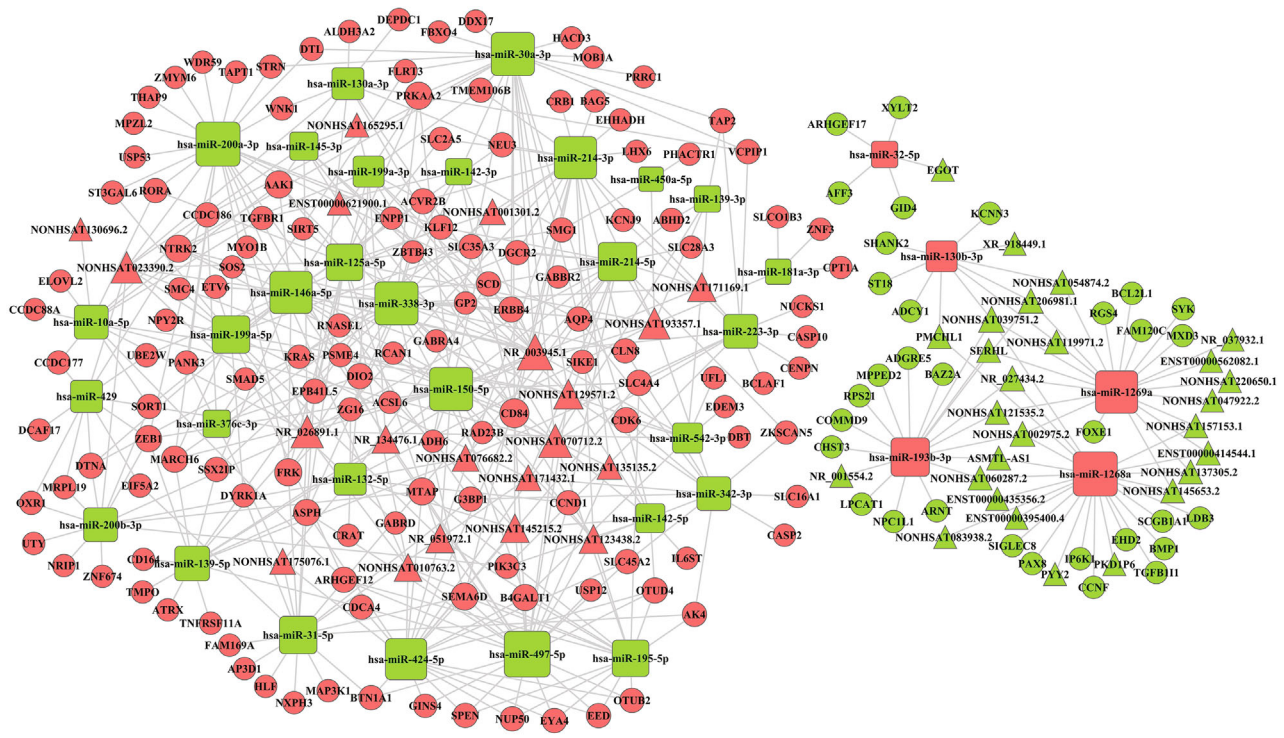 DEPDC1
DDX17
ALDH3A2
FBXO4
HACD3
DTL
hsa-miR-30a-3p
MOB1A
WDR59
STRN
FLRT3
PRRC1
ZMYM6
TAPT1
hsa-miR-130a-3p
PRKAA2
TMEM106B
THAP9
WNK1
CRB1
BAG5
MPZL2
NONHSAT165295.1
EHHADH
TAP2
USP53
hsa-miR-200a-3p
hsa-miR-145-3p
SLC2A5
NEU3
VCPIP1
hsa-miR-214-3p
LHX6
PHACTR1
hsa-miR-199a-3p
hsa-miR-142-3p
hsa-miR-450a-5p
ST3GAL6
RORA
AAK1
hsa-miR-139-3p
ENST00000621900.1
ACVR2B
NONHSAT001301.2
CCDC186
TGFBR1
ENPP1
KCNJ9
ABHD2
SLCO1B3
ZNF3
NONHSAT130696.2
SIRT5
KLF12
SMG1
NTRK2
MYO1B
ZBTB43
SLC35A3
DGCR2
SLC28A3
NONHSAT023390.2
SOS2
hsa-miR-125a-5p
GABBR2
hsa-miR-214-5p
hsa-miR-181a-3p
CPT1A
ELOVL2
SMC4
ETV6
hsa-miR-146a-5p
SCD
NONHSAT171169.1
CCDC88A
hsa-miR-338-3p
GP2
ERBB4
NUCKS1
hsa-miR-10a-5p
NPY2R
RNASEL
AQP4
NONHSAT193357.1
hsa-miR-223-3p
hsa-miR-199a-5p
GABRA4
CASP10
CCDC177
UBE2W
PANK3
KRAS
PSME4
RCAN1
NR_003945.1
SIKE1
CLN8
CENPN
SMAD5
DIO2
SLC4A4
UFL1
BCLAF1
hsa-miR-429
EPB41L5
ACSL6
hsa-miR-150-5p
NONHSAT129571.2
SORT1
ZG16
CD84
EDEM3
DCAF17
hsa-miR-376c-3p
CDK6
ZEB1
NR_026891.1
NR_134476.1
ADH6
RAD23B
NONHSAT070712.2
hsa-miR-542-3p
DBT
ZKSCAN5
DTNA
MARCH6
SSX2IP
FRK
NONHSAT076682.2
NONHSAT135135.2
MRPL19
EIF5A2
hsa-miR-132-5p
NONHSAT171432.1
OXR1
DYRK1A
MTAP
G3BP1
CCND1
hsa-miR-342-3p
SLC16A1
hsa-miR-200b-3p
ASPH
GABRD
NONHSAT145215.2
hsa-miR-142-5p
UTY
CRAT
NR_051972.1
NONHSAT123438.2
CASP2
NRIP1
CD164
NONHSAT175076.1
IL6ST
ZNF674
hsa-miR-139-5p
NONHSAT010763.2
PIK3C3
SLC45A2
TMPO
ARHGEF12
USP12
OTUD4
ATRX
CDCA4
SEMA6D
B4GALT1
AK4
TNFRSF11A
hsa-miR-31-5p
FAM169A
hsa-miR-424-5p
hsa-miR-497-5p
hsa-miR-195-5p
AP3D1
HLF
MAP3K1
BTN1A1
NXPH3
GINS4
SPEN
NUP50
EYA4
EED
OTUB2
XYLT2
ARHGEF17
hsa-miR-32-5p
EGOT
AFF3
GID4
KCNN3
SHANK2
XR_918449.1
hsa-miR-130b-3p
ST18
NONHSAT054874.2
NONHSAT206981.1
BCL2L1
ADCY1
NONHSAT039751.2
RGS4
SYK
PMCHL1
NONHSAT119971.2
FAM120C
MXD3
NR_037932.1
SERHL
ADGRE5
ENST00000562082.1
MPPED2
BAZ2A
NR_027434.2
NONHSAT220650.1
RPS21
hsa-miR-1269a
NONHSAT047922.2
COMMD9
NONHSAT121535.2
NONHSAT157153.1
FOXE1
NONHSAT002975.2
CHST3
ENST00000414544.1
hsa-miR-193b-3p
ASMTL-AS1
hsa-miR-1268a
NR_001554.2
NONHSAT060287.2
NONHSAT137305.2
NONHSAT145653.2
LPCAT1
ENST00000435356.2
NPC1L1
ARNT
ENST00000395400.4
SCGB1A1
LDB3
NONHSAT083938.2
EHD2
SIGLEC8
BMP1
PAX8
IP6K1
PKD1P6
TGFB1I1
PYY2
CCNF